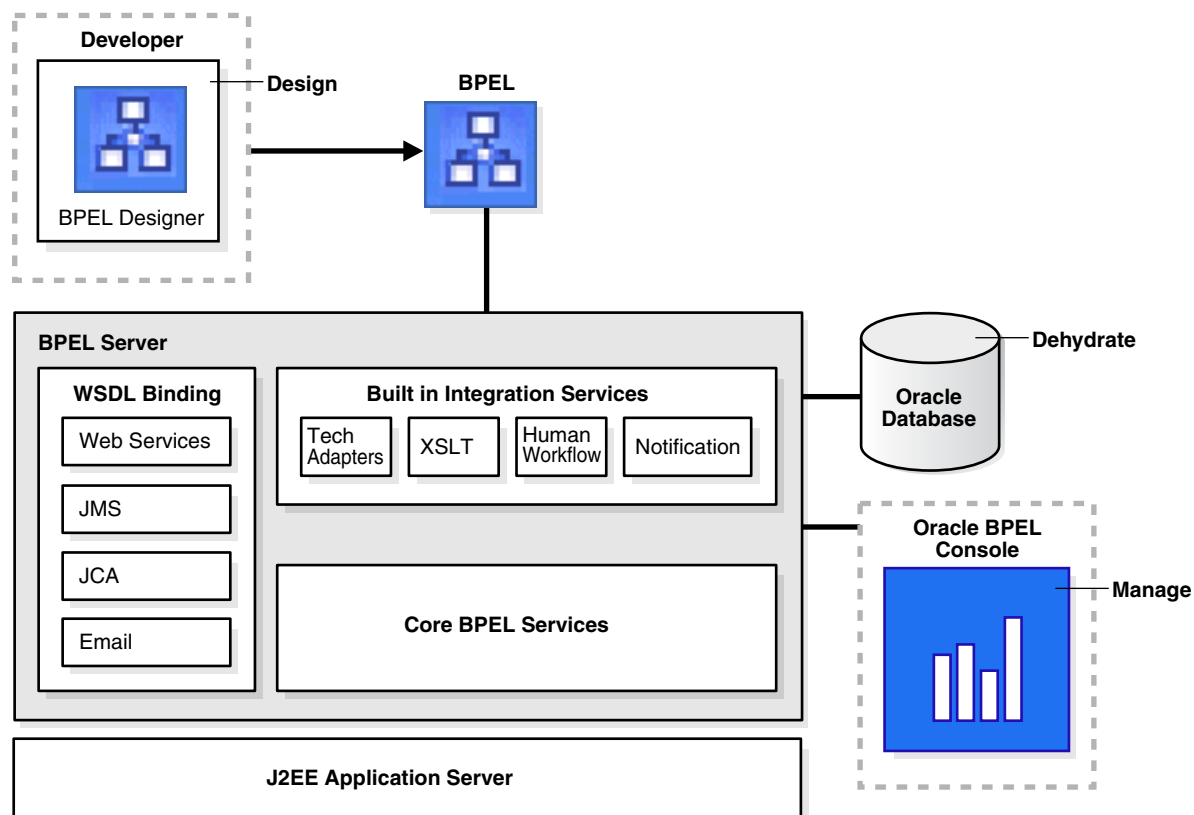 Developer
Design
BPEL
BPEL Designer
BPEL Server
Dehydrate
WSDL Binding
Built in Integration Services
Oracle
Database
Web Services
Tech
Adapters
XSLT
Human
Workflow
Notification
JMS
Oracle BPEL
Console
JCA
Manage
Core BPEL Services
Email
J2EE Application Server